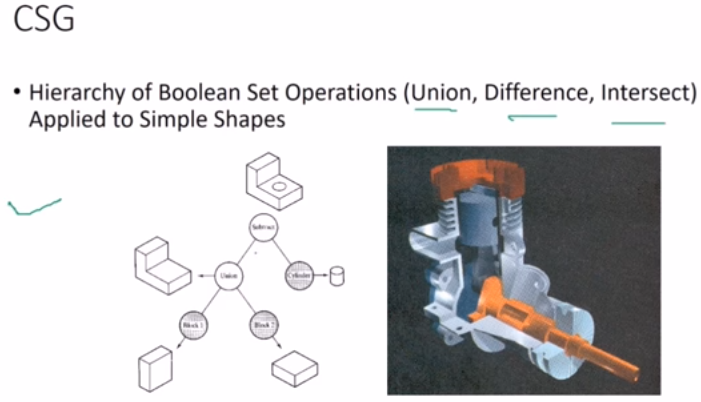 CSG
• Hierarchy of Boolean Set Operations (Union, Difference, Intersect)
Applied to Simple Shapes
Subtract
Union
Cylinder
Block 1
Block 2